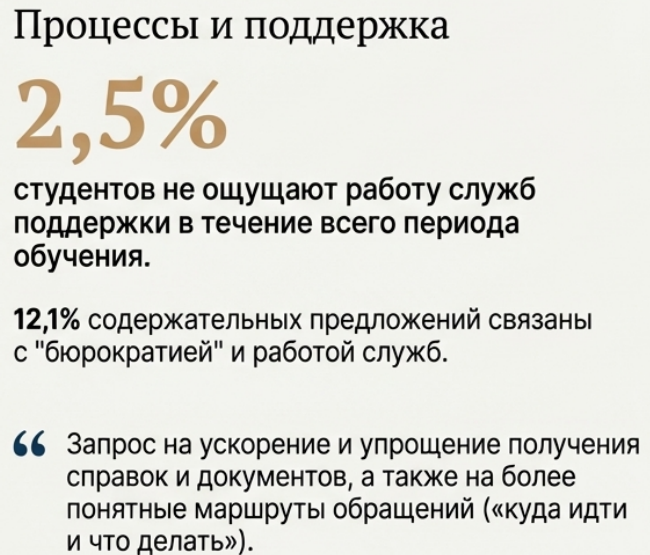 Процессы и поддержка
2,5%
студентов не ощущают работу служб
поддержки в течение всего периода
обучения.
12,1% содержательных предложений связаны
с "бюрократией" и работой служб.
“ Запрос на ускорение и упрощение получения
справок и документов, а также на более
понятные маршруты обращений («куда идти
и что делать»).